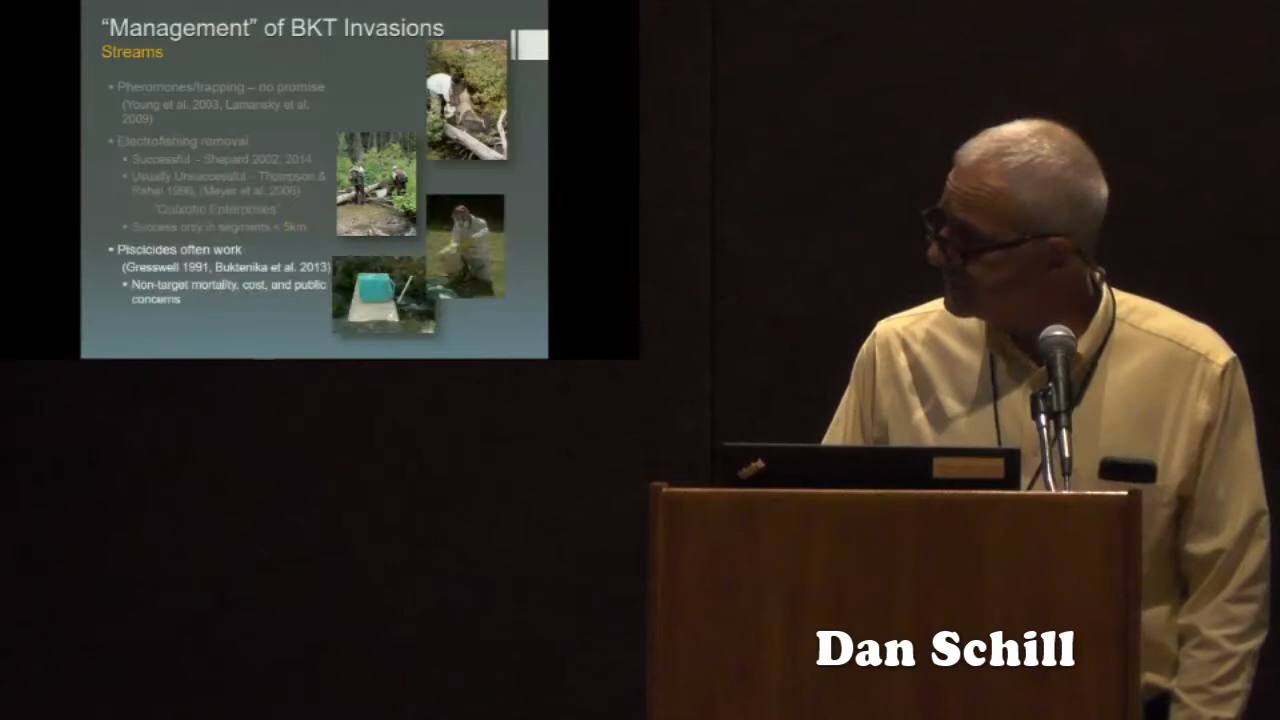 “Management” of BKT Invasions
Streams
▪ Pheromones/trapping – no promise
(Young et al. 2003, Lamansky et al.
2009)
▪ Electrofishing removal
▪ Successful – Shepard 2002, 2014
▪ Usually Unsuccessful – Thompson &
Rahel 1996, (Meyer et al. 2006)
“Quixotic Enterprises”
▪ Success only in segments < 5km
▪ Piscicides often work
(Gresswell 1991, Buktenika et al. 2013)
▪ Non-target mortality, cost, and public
concerns
Dan Schill